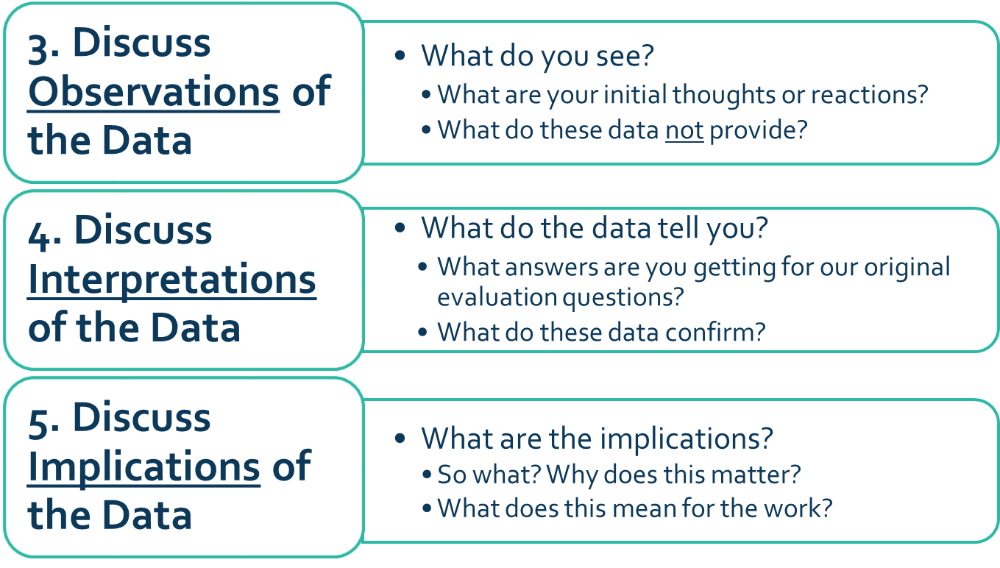 3. Discuss
Observations of
the Data
• What do you see?
• What are your initial thoughts or reactions?
• What do these data not provide?
4. Discuss
Interpretations
of the Data
• What do the data tell you?
• What answers are you getting for our original
evaluation questions?
• What do these data confirm?
5. Discuss
Implications of
the Data
• What are the implications?
• So what? Why does this matter?
• What does this mean for the work?